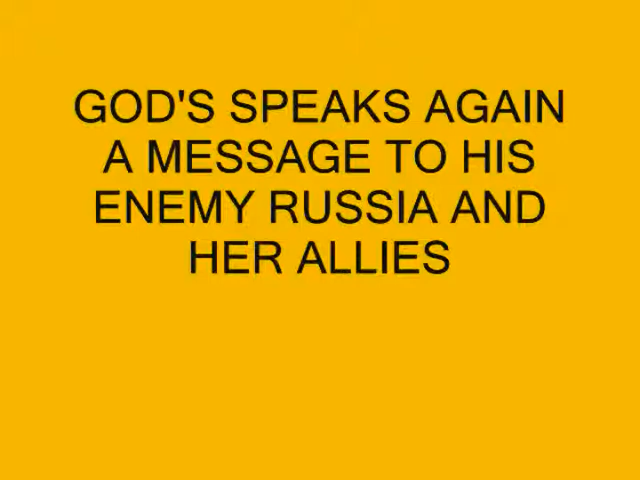 GOD'S SPEAKS AGAIN
A MESSAGE TO HIS
ENEMY RUSSIA AND
HER ALLIES